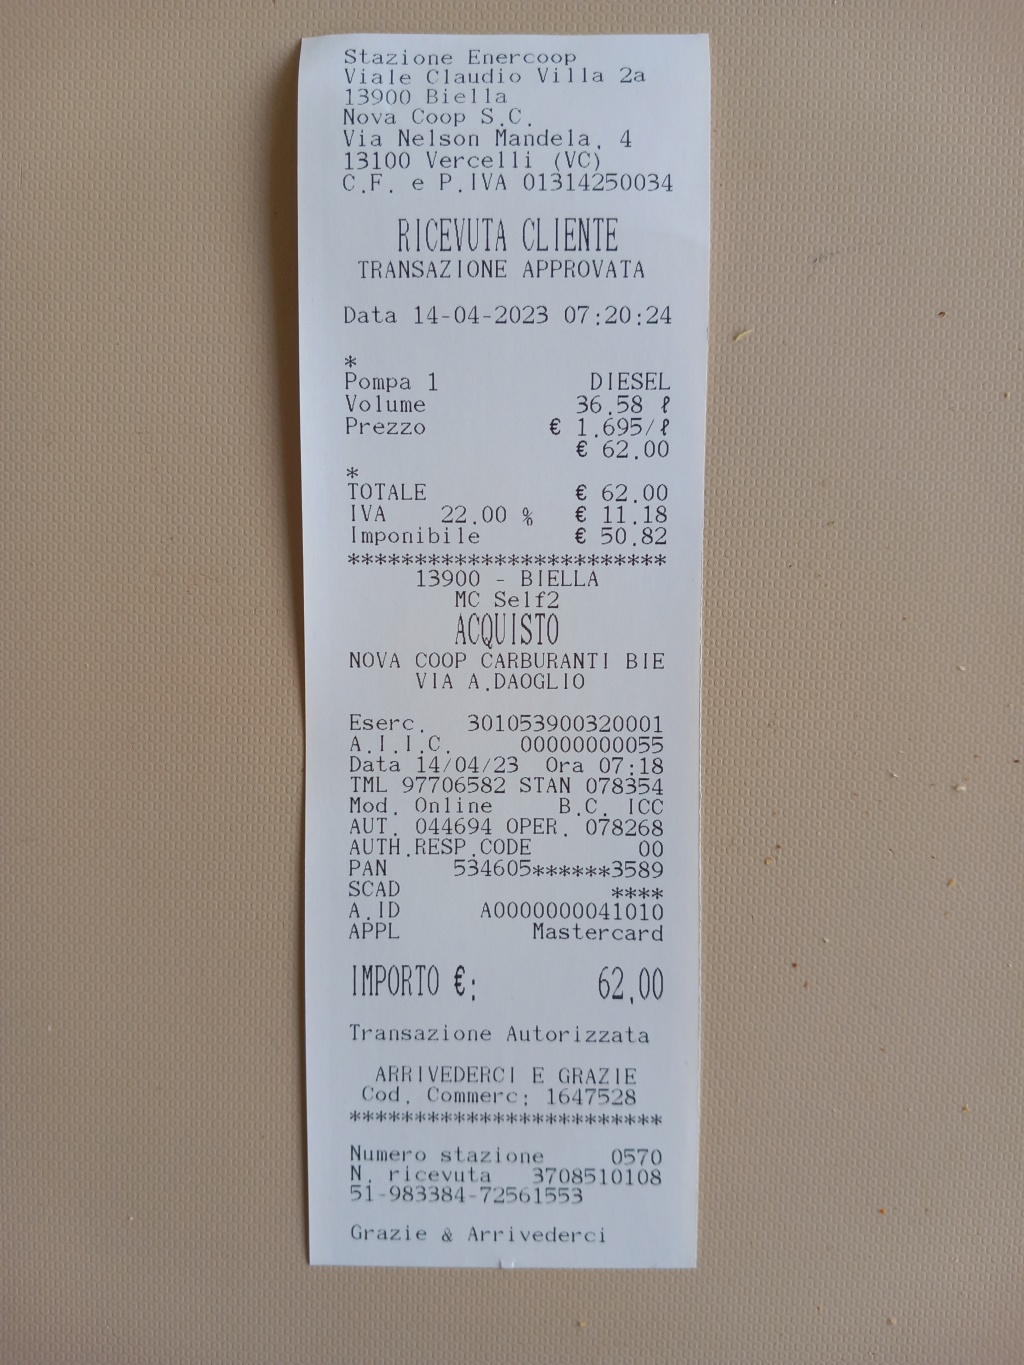 Stazione Enercoop
Viale Claudio Villa 2a
13900 Biella
Nova Coop S.C.
Via Nelson Mandela, 4
13100 Vercelli (VC)
C.F. e P.IVA 01314250034
RICEVUTA CLIENTE
TRANSAZIONE APPROVATA
Data 14-04-2023 07:20:24
*
Pompa 1 DIESEL
Volume 36.58 ℓ
Prezzo € 1.695/ℓ
€ 62.00
*
TOTALE € 62.00
IVA 22.00 % € 11.18
Imponibile € 50.82
************************
13900 - BIELLA
MC Self2
ACQUISTO
NOVA COOP CARBURANTI BIE
VIA A.DAOGLIO
Eserc. 301053900320001
A.I.I.C. 00000000055
Data 14/04/23 Ora 07:18
TML 97706582 STAN 078354
Mod. Online B.C. ICC
AUT. 044694 OPER. 078268
AUTH.RESP.CODE 00
PAN 534605******3589
SCAD ****
A.ID A0000000041010
APPL Mastercard
IMPORTO €: 62,00
Transazione Autorizzata
ARRIVEDERCI E GRAZIE
Cod. Commerc: 1647528
************************
Numero stazione 0570
N. ricevuta 3708510108
51-983384-72561553
Grazie & Arrivederci